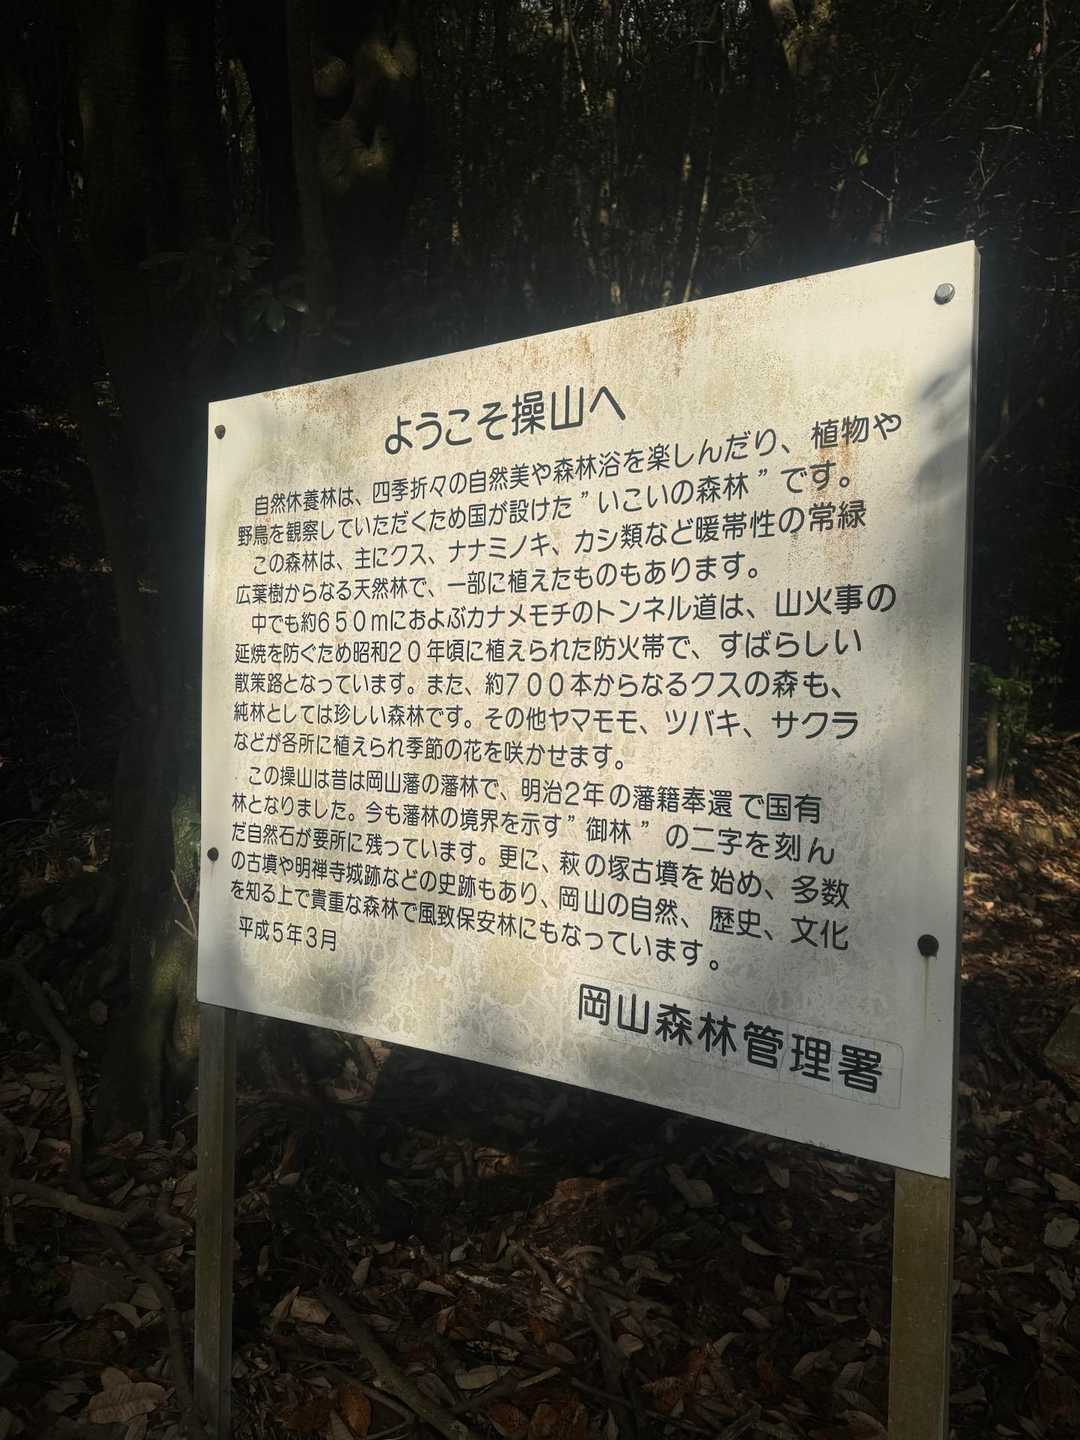 ようこそ操山へ
自然休養林は、四季折々の自然美や森林浴を楽しんだり、植物や
野鳥を観察していただくため国が設けた”いこいの森林”です。
この森林は、主にクス、ナナミノキ、カシ類など暖帯性の常緑
広葉樹からなる天然林で、一部に植えたものもあります。
中でも約650mにおよぶカナメモチのトンネル道は、山火事の
延焼を防ぐため昭和20年頃に植えられた防火帯で、すばらしい
散策路となっています。また、約700本からなるクスの森も、
純林としては珍しい森林です。その他ヤマモモ、ツバキ、サクラ
などが各所に植えられ季節の花を咲かせます。
この操山は昔は岡山藩の藩林で、明治2年の藩籍奉還で国有
林となりました。今も藩林の境界を示す”御林”の二字を刻ん
だ自然石が要所に残っています。更に、萩の塚古墳を始め、多数
の古墳や明禅寺城跡などの史跡もあり、岡山の自然、歴史、文化
を知る上で貴重な森林で風致保安林にもなっています。
平成5年3月
岡山森林管理署